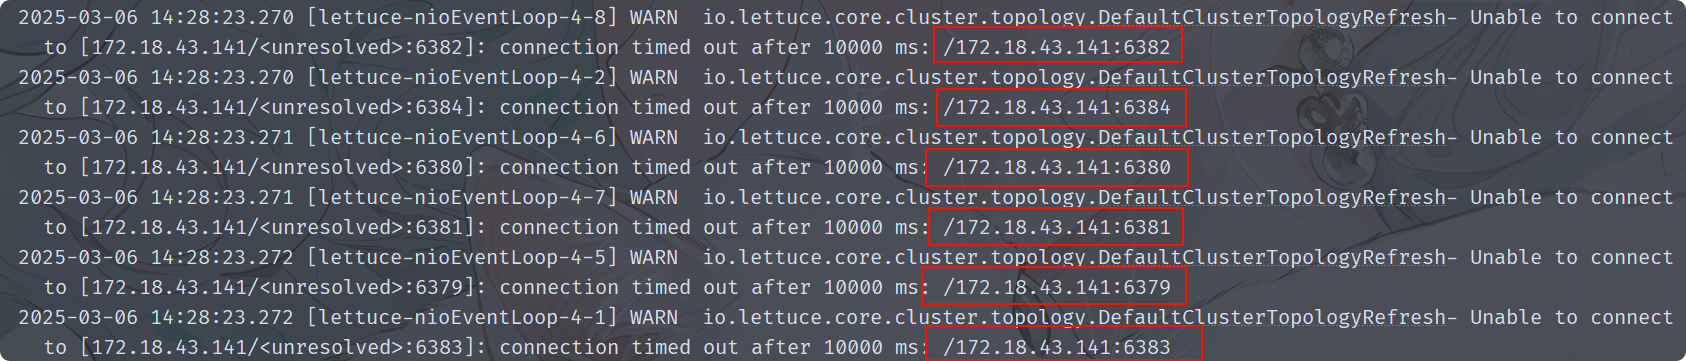 2025-03-06 14:28:23.270 [lettuce-nioEventLoop-4-8] WARN  io.lettuce.core.cluster.topology.DefaultClusterTopologyRefresh- Unable to connect
to [172.18.43.141/<unresolved>:6382]: connection timed out after 10000 ms: /172.18.43.141:6382
2025-03-06 14:28:23.270 [lettuce-nioEventLoop-4-2] WARN  io.lettuce.core.cluster.topology.DefaultClusterTopologyRefresh- Unable to connect
to [172.18.43.141/<unresolved>:6384]: connection timed out after 10000 ms: /172.18.43.141:6384
2025-03-06 14:28:23.271 [lettuce-nioEventLoop-4-6] WARN  io.lettuce.core.cluster.topology.DefaultClusterTopologyRefresh- Unable to connect
to [172.18.43.141/<unresolved>:6380]: connection timed out after 10000 ms: /172.18.43.141:6380
2025-03-06 14:28:23.271 [lettuce-nioEventLoop-4-7] WARN  io.lettuce.core.cluster.topology.DefaultClusterTopologyRefresh- Unable to connect
to [172.18.43.141/<unresolved>:6381]: connection timed out after 10000 ms: /172.18.43.141:6381
2025-03-06 14:28:23.272 [lettuce-nioEventLoop-4-5] WARN  io.lettuce.core.cluster.topology.DefaultClusterTopologyRefresh- Unable to connect
to [172.18.43.141/<unresolved>:6379]: connection timed out after 10000 ms: /172.18.43.141:6379
2025-03-06 14:28:23.272 [lettuce-nioEventLoop-4-1] WARN  io.lettuce.core.cluster.topology.DefaultClusterTopologyRefresh- Unable to connect
to [172.18.43.141/<unresolved>:6383]: connection timed out after 10000 ms: /172.18.43.141:6383